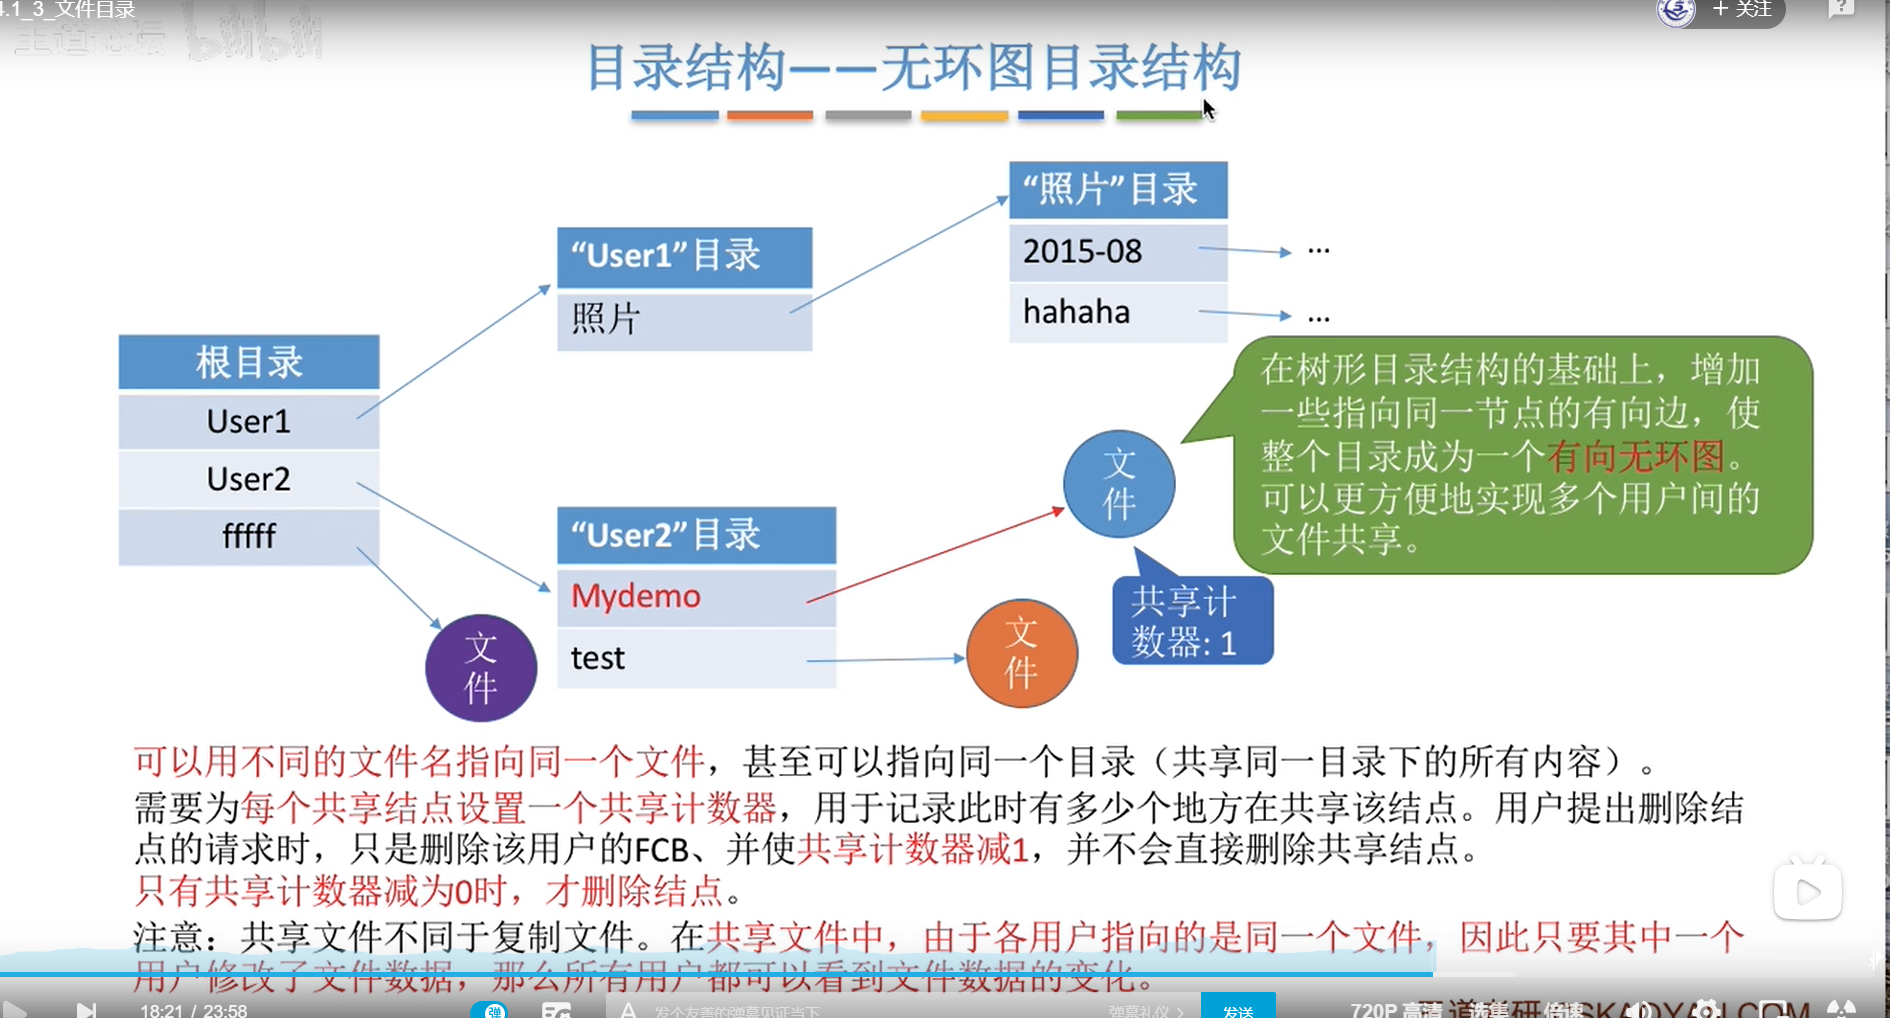 4.1_3_文件目录
+ 关注
王道论坛 bilibili
目录结构——无环图目录结构
“照片”目录
2015-08
...
hahaha
...
“User1”目录
照片
根目录
User1
User2
fffff
在树形目录结构的基础上，增加
一些指向同一节点的有向边，使
整个目录成为一个有向无环图。
可以更方便地实现多个用户间的
文件共享。
文
件
“User2”目录
Mydemo
test
共享计
数器: 1
文
件
文
件
可以用不同的文件名指向同一个文件，甚至可以指向同一个目录（共享同一目录下的所有内容）。
需要为每个共享结点设置一个共享计数器，用于记录此时有多少个地方在共享该结点。用户提出删除结
点的请求时，只是删除该用户的FCB、并使共享计数器减1，并不会直接删除共享结点。
只有共享计数器减为0时，才删除结点。
注意：共享文件不同于复制文件。在共享文件中，由于各用户指向的是同一个文件，因此只要其中一个
用户修改了文件数据，那么所有用户都可以看到文件数据的变化。
18:21 / 23:58
弹
A 发个友善的弹幕见证当下
弹幕礼仪 >
发送
720P 高清
选集
倍速